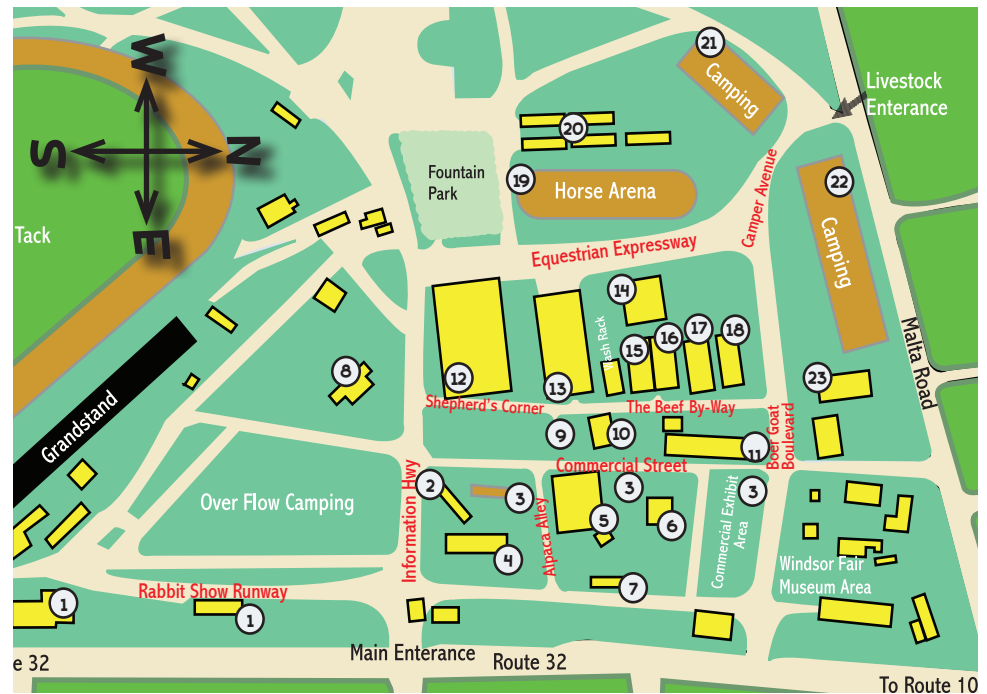 W
N
S
E
Tack
21
Camping
Livestock
Entarance
20
Fountain
Park
19
Horse Arena
Camper Avenue
22
Camping
Equestrian Expressway
14
Wash Rack
15
16
17
18
Malta Road
8
12
13
23
Shepherd's Corner
The Beef By-Way
Boer Goat
Boulevard
9
10
11
Grandstand
Over Flow Camping
Information Hwy
2
3
Alpaca Alley
Commercial Street
3
3
5
6
4
Commercial Exhibit
Area
Windsor Fair
Museum Area
7
Rabbit Show Runway
1
1
Main Entarance
Route 32
e 32
To Route 10